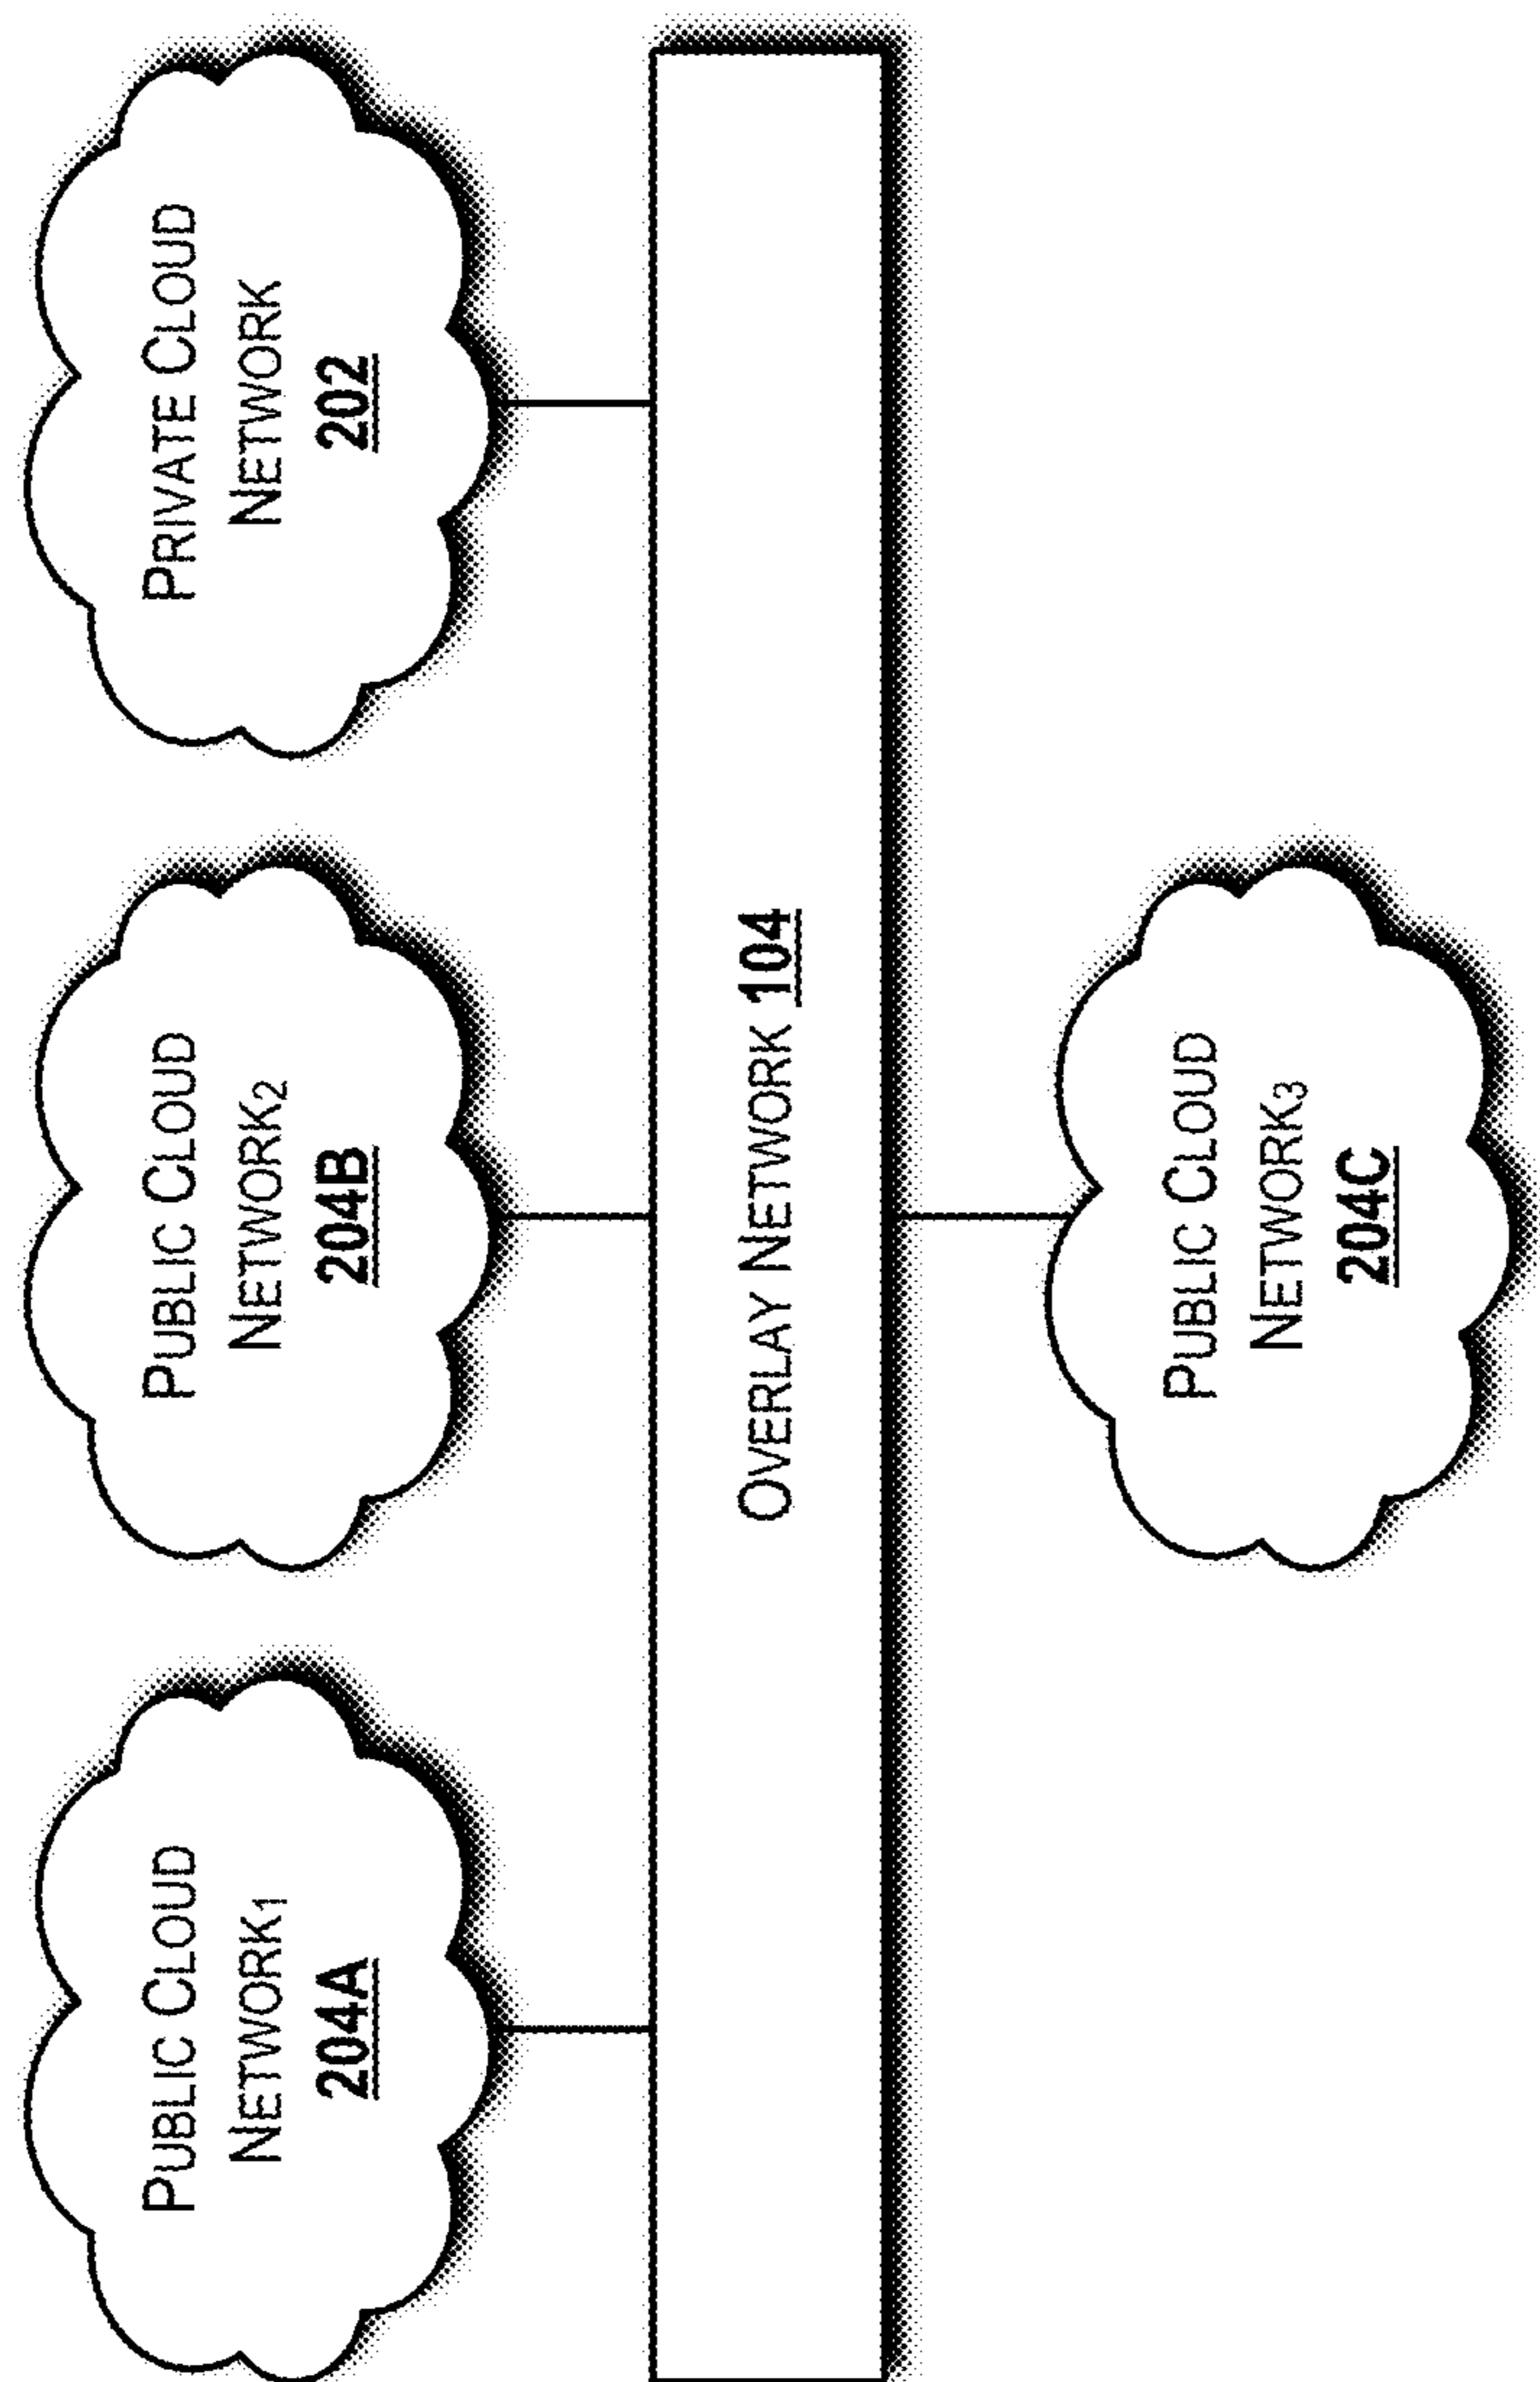 PUBLIC CLOUD
NETWORK₁
204A
PUBLIC CLOUD
NETWORK₂
204B
PRIVATE CLOUD
NETWORK
202
OVERLAY NETWORK 104
PUBLIC CLOUD
NETWORK₃
204C